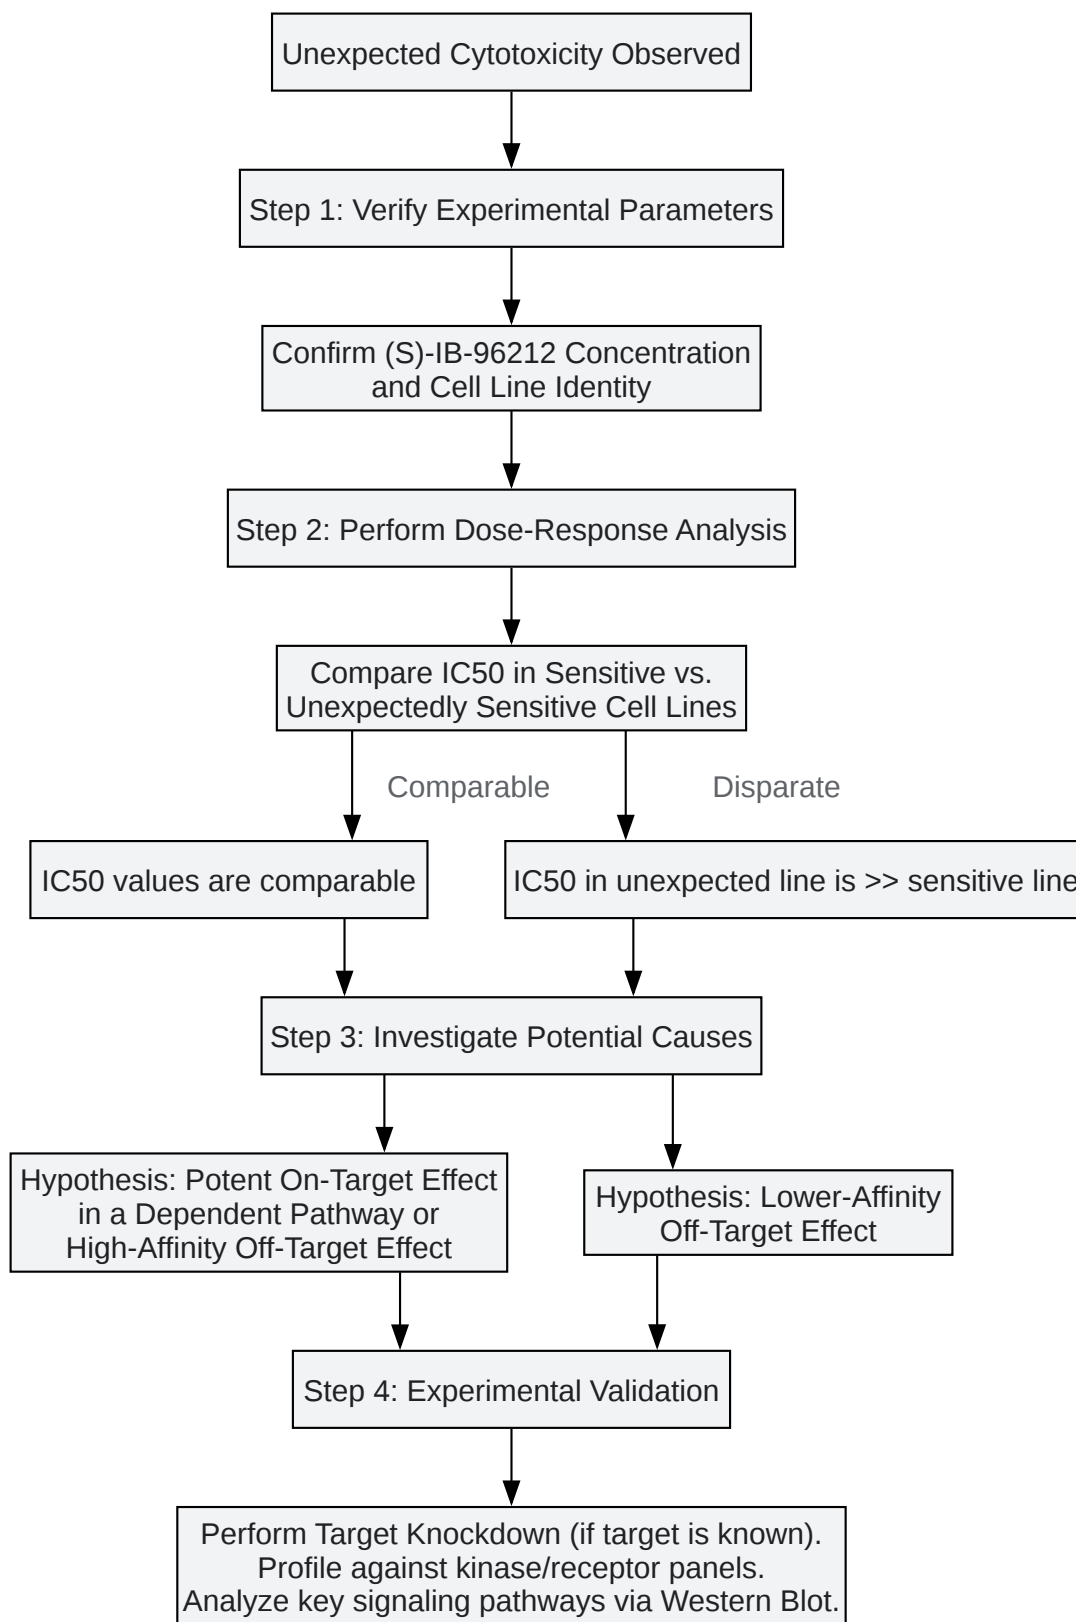 Unexpected Cytotoxicity Observed
Step 1: Verify Experimental Parameters
Confirm (S)-IB-96212 Concentration
and Cell Line Identity
Step 2: Perform Dose-Response Analysis
Compare IC50 in Sensitive vs.
Unexpectedly Sensitive Cell Lines
Comparable
Disparate
IC50 values are comparable
IC50 in unexpected line is >> sensitive line
Step 3: Investigate Potential Causes
Hypothesis: Potent On-Target Effect
in a Dependent Pathway or
High-Affinity Off-Target Effect
Hypothesis: Lower-Affinity
Off-Target Effect
Step 4: Experimental Validation
Perform Target Knockdown (if target is known).
Profile against kinase/receptor panels.
Analyze key signaling pathways via Western Blot.